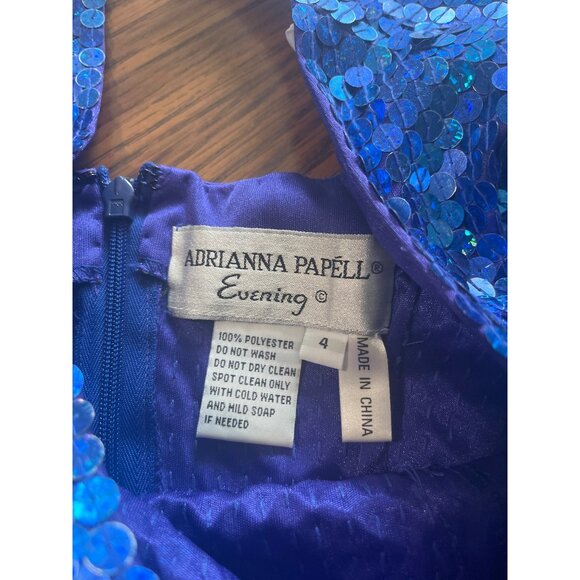 ADRIANNA PAPÉLL®
Evening ©
100% POLYESTER
DO NOT WASH
DO NOT DRY CLEAN
SPOT CLEAN ONLY
WITH COLD WATER
AND MILD SOAP
IF NEEDED
4
MADE IN CHINA